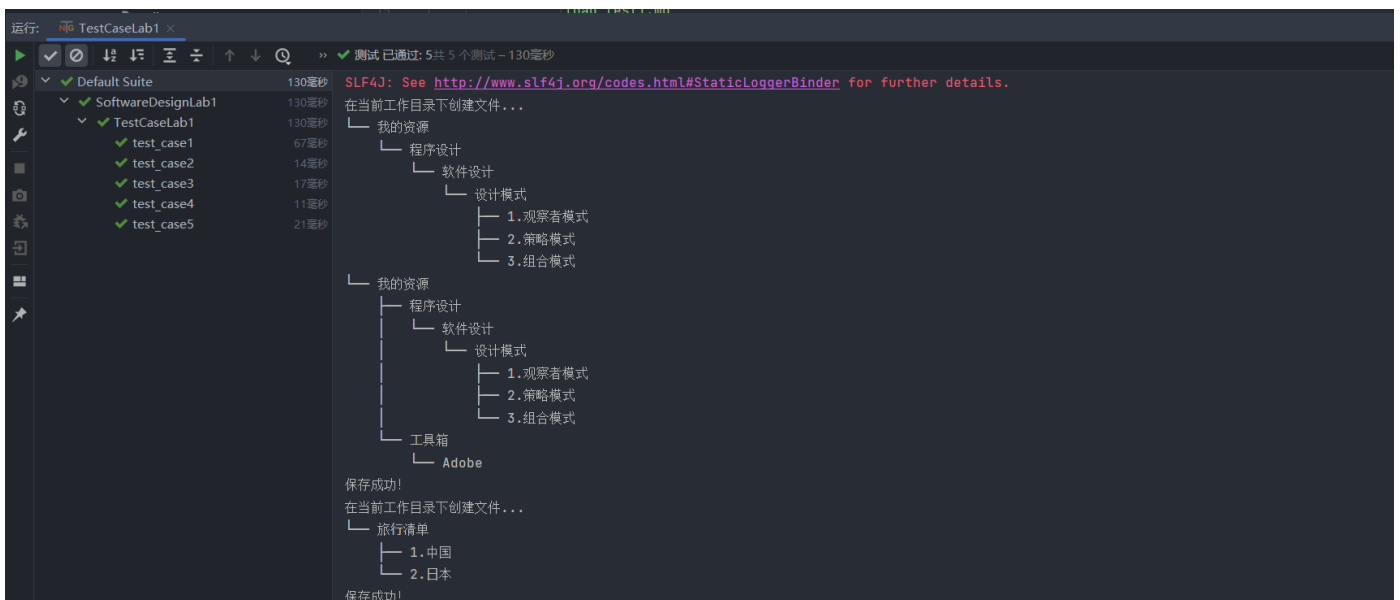 运行: TestCaseLab1
测试 已通过: 5共 5 个测试 – 130毫秒
Default Suite 130毫秒
SoftwareDesignLab1 130毫秒
TestCaseLab1 130毫秒
test_case1 67毫秒
test_case2 14毫秒
test_case3 17毫秒
test_case4 11毫秒
test_case5 21毫秒
SLF4J: See http://www.slf4j.org/codes.html#StaticLoggerBinder for further details.
在当前工作目录下创建文件...
└── 我的资源
└── 程序设计
└── 软件设计
└── 设计模式
├── 1.观察者模式
├── 2.策略模式
└── 3.组合模式
└── 我的资源
├── 程序设计
│ └── 软件设计
│ └── 设计模式
│ ├── 1.观察者模式
│ ├── 2.策略模式
│ └── 3.组合模式
└── 工具箱
└── Adobe
保存成功!
在当前工作目录下创建文件...
└── 旅行清单
├── 1.中国
└── 2.日本
保存成功!